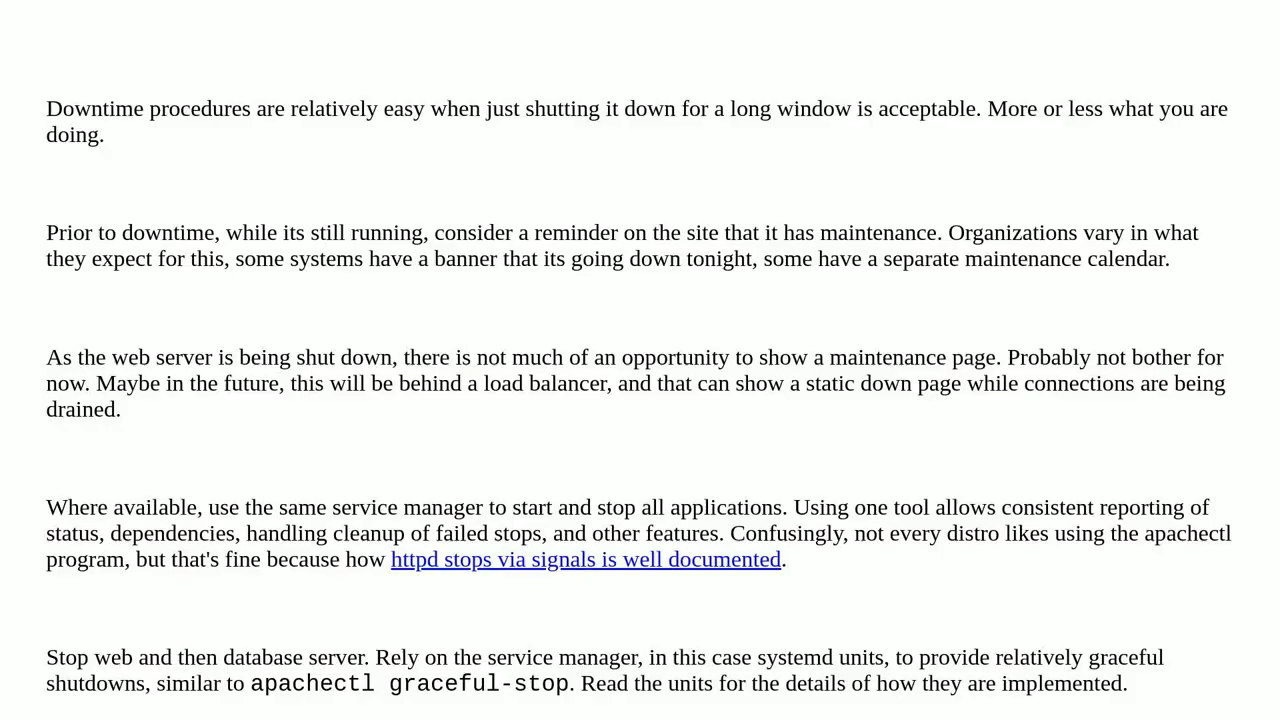 Downtime procedures are relatively easy when just shutting it down for a long window is acceptable. More or less what you are
doing.
Prior to downtime, while its still running, consider a reminder on the site that it has maintenance. Organizations vary in what
they expect for this, some systems have a banner that its going down tonight, some have a separate maintenance calendar.
As the web server is being shut down, there is not much of an opportunity to show a maintenance page. Probably not bother for
now. Maybe in the future, this will be behind a load balancer, and that can show a static down page while connections are being
drained.
Where available, use the same service manager to start and stop all applications. Using one tool allows consistent reporting of
status, dependencies, handling cleanup of failed stops, and other features. Confusingly, not every distro likes using the apachectl
program, but that's fine because how httpd stops via signals is well documented.
Stop web and then database server. Rely on the service manager, in this case systemd units, to provide relatively graceful
shutdowns, similar to apachectl graceful-stop. Read the units for the details of how they are implemented.